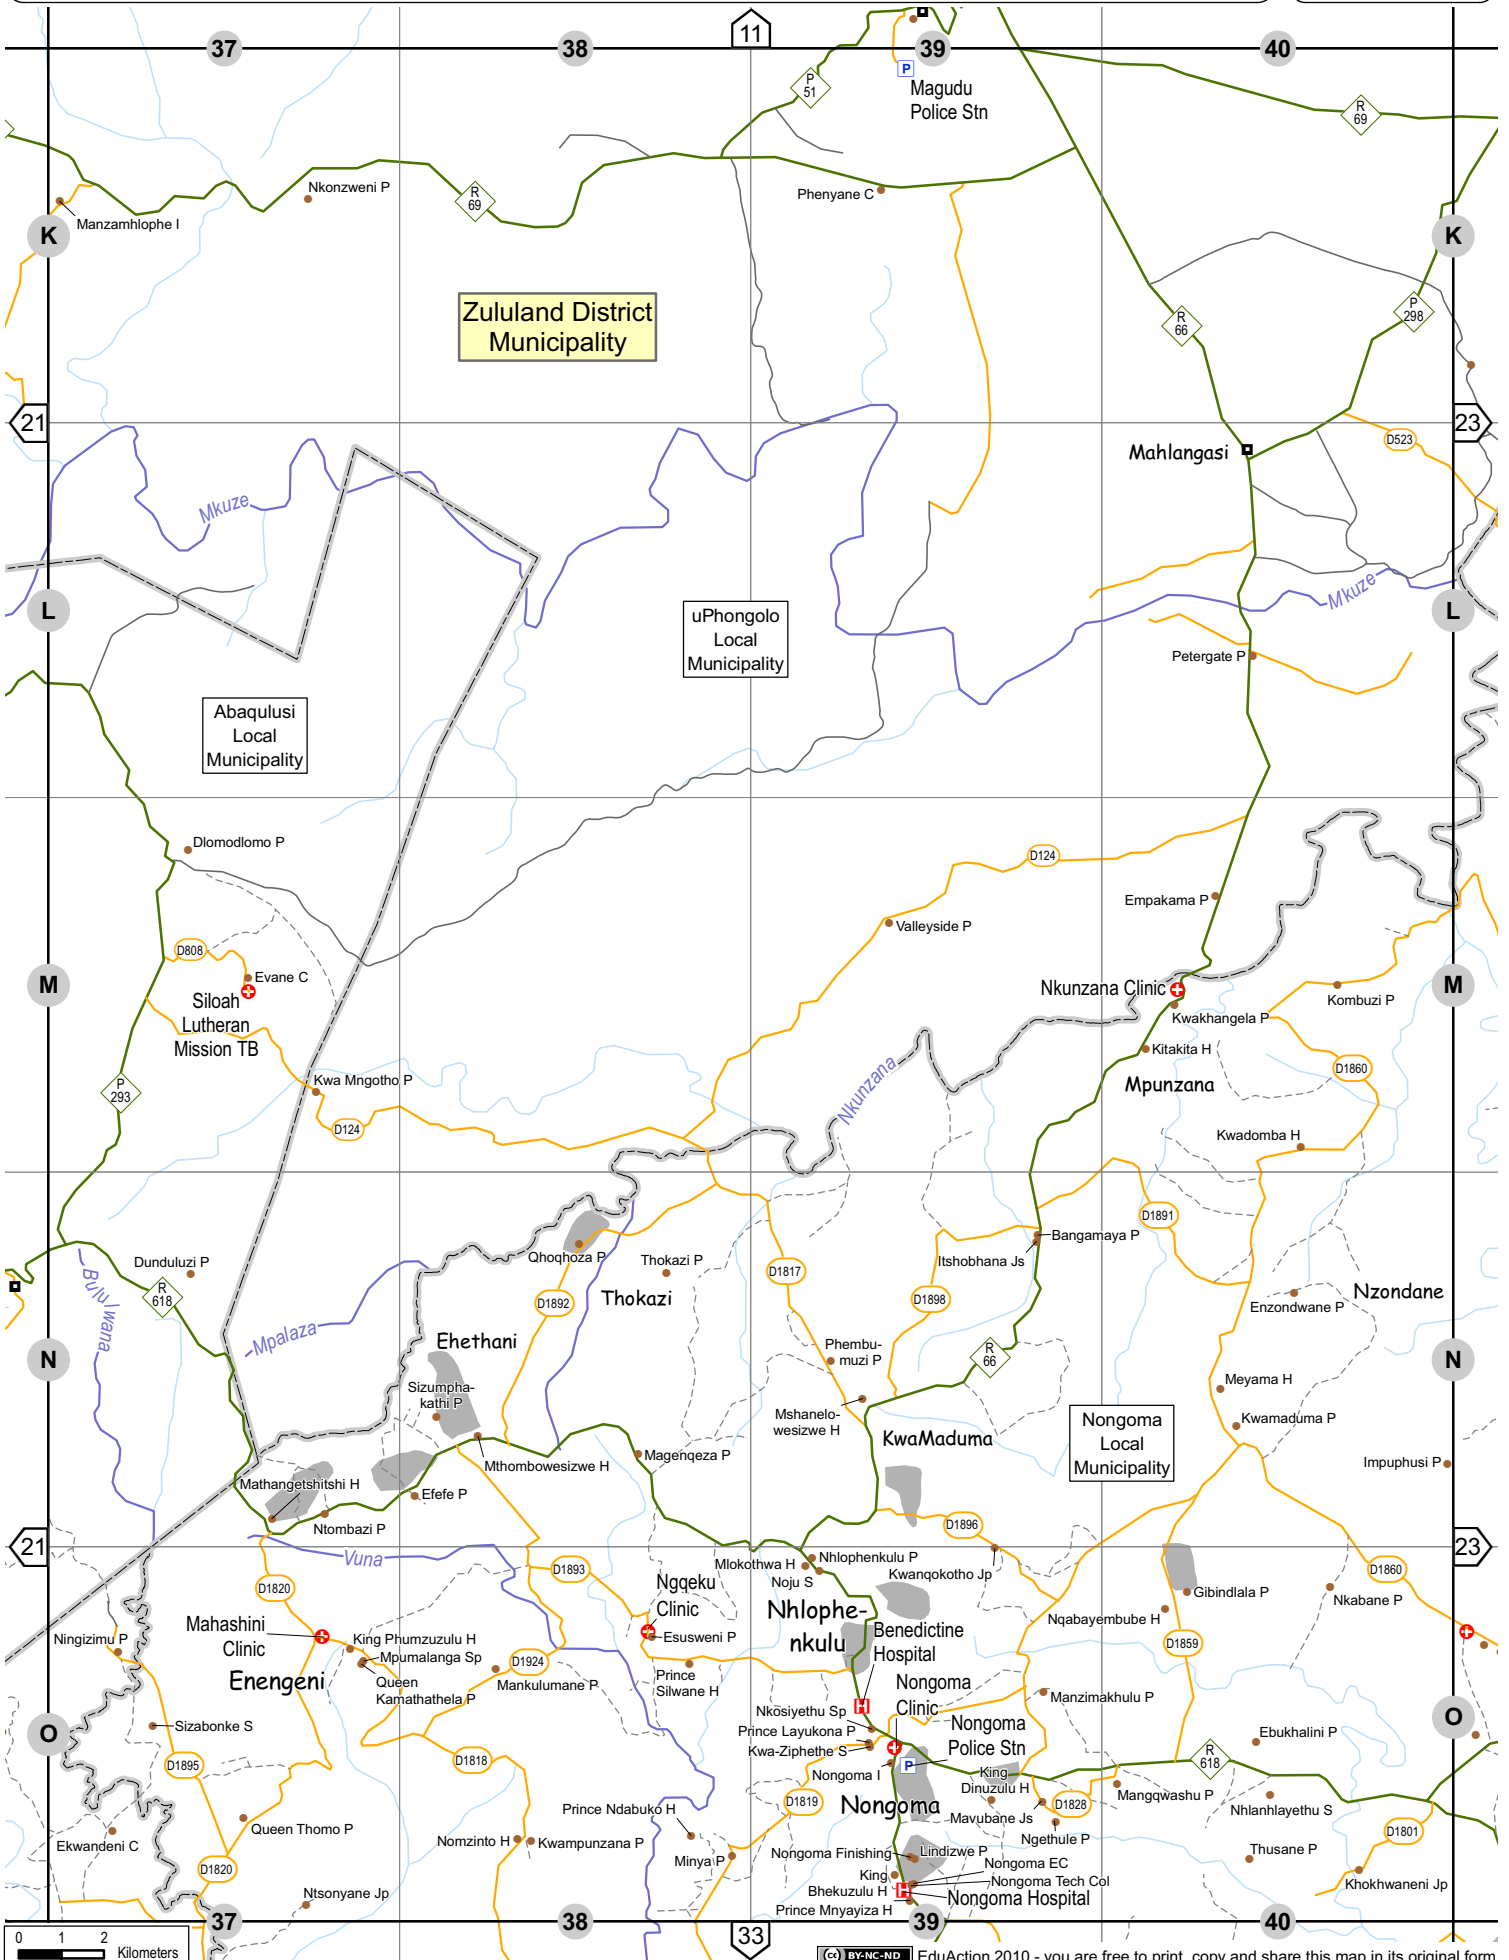 37
38
11
39
40
P
51
P
Magudu
Police Stn
R
69
Nkonzweni P
R
69
Phenyane C
Manzamhlophe I
K
K
Zululand District
Municipality
R
66
P
298
21
23
Mahlangasi
D523
Mkuze
Mkuze
L
L
uPhongolo
Local
Municipality
Petergate P
Abaqulusi
Local
Municipality
Dlomodlomo P
D124
Empakama P
Valleyside P
D808
Evane C
M
M
Siloah
Lutheran
Mission TB
Nkunzana Clinic
Kombuzi P
Kwakhangela P
Kitakita H
Mpunzana
D1860
Kwa Mngotho P
P
293
Nkunzana
D124
Kwadomba H
D1891
Bangamaya P
Itshobhana Js
Qhoqhoza P
Thokazi P
Dunduluzi P
D1817
Bululwana
R
618
D1892
Thokazi
D1898
Enzondwane P
Nzondane
Mpalaza
Ehethani
Phembu-
muzi P
R
66
N
N
Sizumpha-
kathi P
Meyama H
Mshanelo-
wesizwe H
Kwamaduma P
KwaMaduma
Nongoma
Local
Municipality
Magenqeza P
Mthombowesizwe H
Impuphusi P
Mathangetshitshi H
Efefe P
Ntombazi P
D1896
21
23
Vuna
Mlokothwa H
Nhlophenkulu P
Noju S
Kwanqokotho Jp
D1893
D1860
D1820
Ngqeku
Clinic
Gibindlala P
Nkabane P
Nhlophe-
nkulu
Nqabayembube H
Mahashini
Clinic
Ningizimu P
Esusweni P
Benedictine
Hospital
D1859
King Phumzuzulu H
Mpumalanga Sp
Queen
Kamathathela P
D1924
Mankulumane P
Prince
Silwane H
Enengeni
Nongoma
Clinic
Manzimakhulu P
H
Nkosiyethu Sp
Sizabonke S
Prince Layukona P
Nongoma
Police Stn
Ebukhalini P
O
O
Kwa-Ziphethe S
D1895
D1818
Nongoma I
P
King
Dinuzulu H
R
618
Mangqwashu P
D1819
Nongoma
D1828
Nhlanhlayethu S
Mavubane Js
Queen Thomo P
Prince Ndabuko H
Ngethule P
D1801
Ekwandeni C
Nomzinto H
Kwampunzana P
Minya P
Nongoma Finishing
Lindizwe P
Thusane P
D1820
Nongoma EC
Nongoma Tech Col
Khokhwaneni Jp
King
Bhekuzulu H
H
Nongoma Hospital
Ntsonyane Jp
Prince Mnyayiza H
37
38
39
40
33
0 1 2
Kilometers
(cc) BY-NC-ND
EduAction 2010 - you are free to print, copy and share this map in its original form